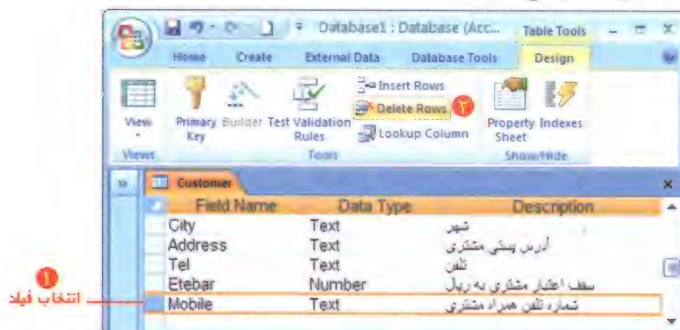 Database1 : Database (Acc... Table Tools
Home Create External Data Database Tools Design
View
Primary Key
Builder
Test Validation Rules
Insert Rows
Delete Rows ۲
Lookup Column
Property Sheet
Indexes
Views Tools Show/Hide
Customer
Field Name Data Type Description
City Text شهر
Address Text آدرس پستی مشتری
Tel Text تلفن
Etebar Number سقف اعتبار مشتری به ریال
Mobile Text شماره تلفن همراه مشتری
۱
انتخاب فیلد